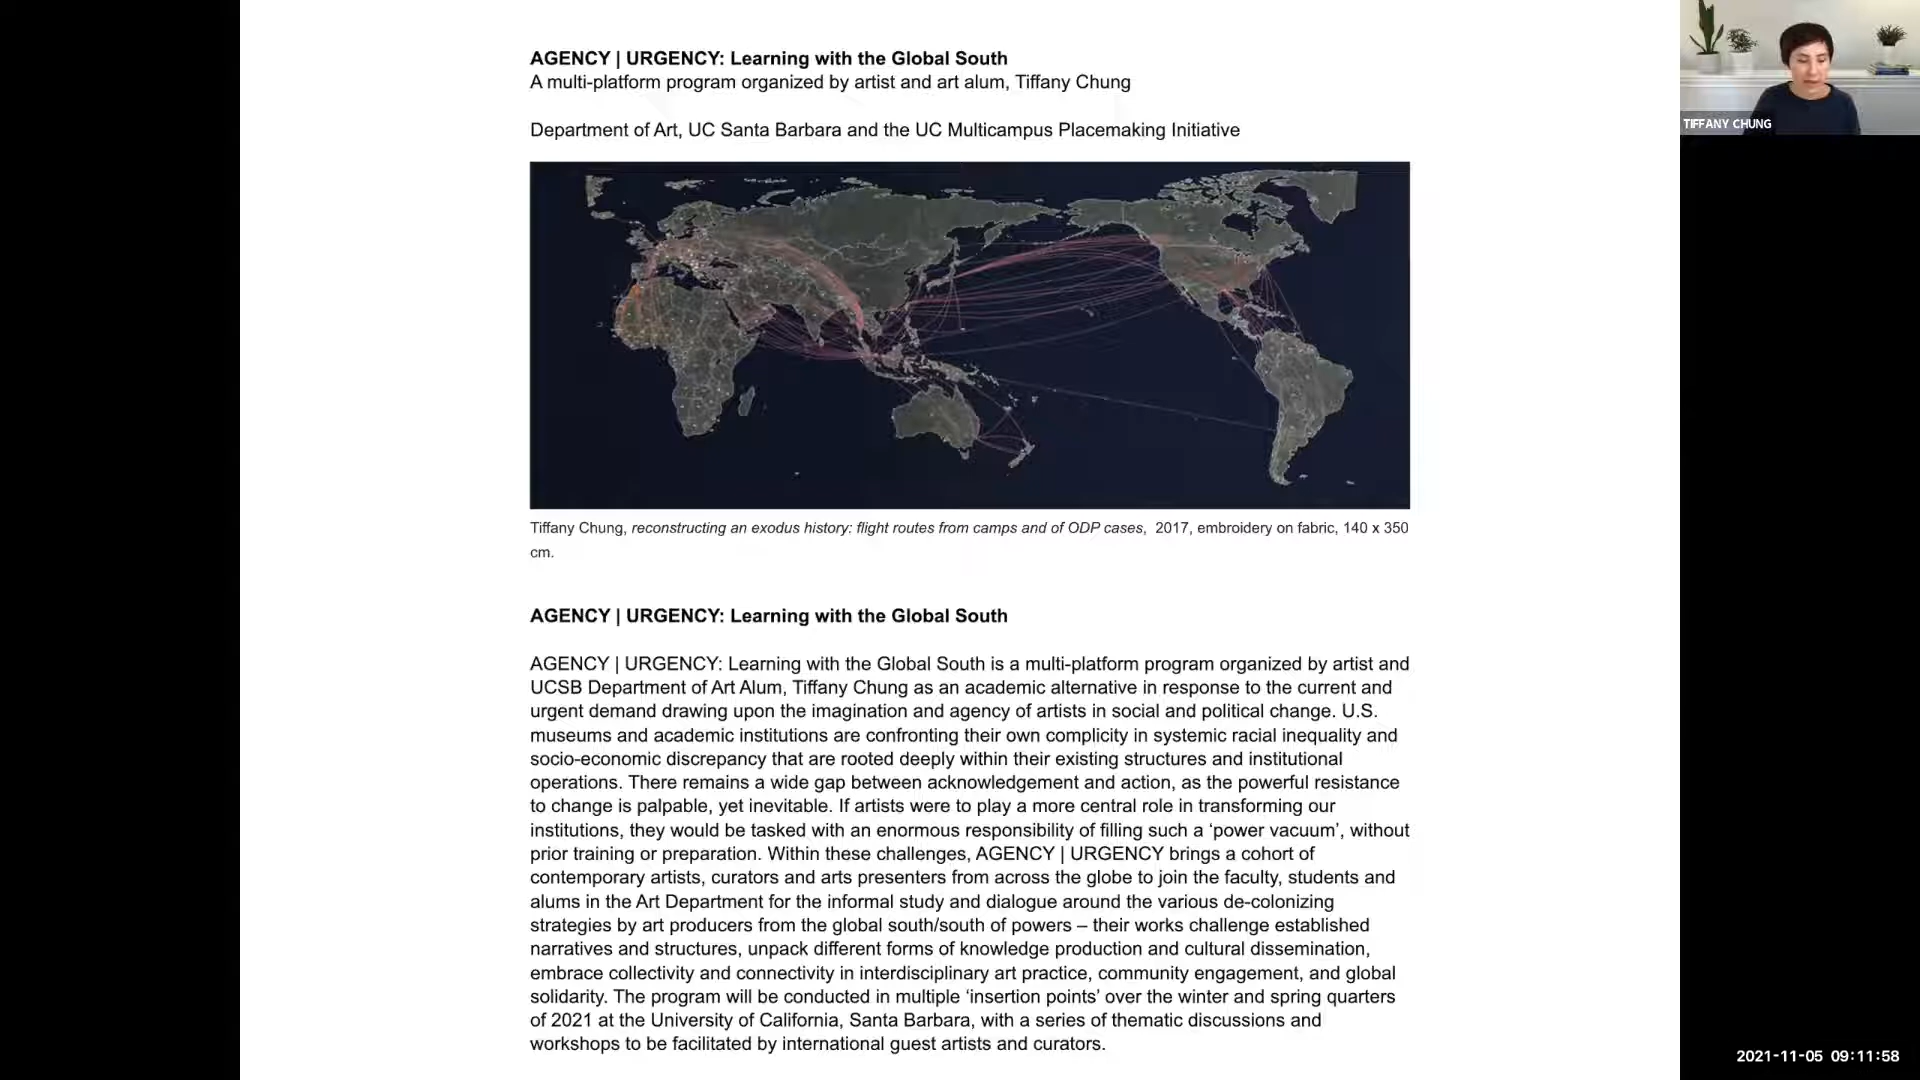 AGENCY | URGENCY: Learning with the Global South
A multi-platform program organized by artist and art alum, Tiffany Chung
Department of Art, UC Santa Barbara and the UC Multicampus Placemaking Initiative
TIFFANY CHUNG
Tiffany Chung, reconstructing an exodus history: flight routes from camps and of ODP cases, 2017, embroidery on fabric, 140 x 350
cm.
AGENCY | URGENCY: Learning with the Global South
AGENCY | URGENCY: Learning with the Global South is a multi-platform program organized by artist and
UCSB Department of Art Alum, Tiffany Chung as an academic alternative in response to the current and
urgent demand drawing upon the imagination and agency of artists in social and political change. U.S.
museums and academic institutions are confronting their own complicity in systemic racial inequality and
socio-economic discrepancy that are rooted deeply within their existing structures and institutional
operations. There remains a wide gap between acknowledgement and action, as the powerful resistance
to change is palpable, yet inevitable. If artists were to play a more central role in transforming our
institutions, they would be tasked with an enormous responsibility of filling such a ‘power vacuum’, without
prior training or preparation. Within these challenges, AGENCY | URGENCY brings a cohort of
contemporary artists, curators and arts presenters from across the globe to join the faculty, students and
alums in the Art Department for the informal study and dialogue around the various de-colonizing
strategies by art producers from the global south/south of powers – their works challenge established
narratives and structures, unpack different forms of knowledge production and cultural dissemination,
embrace collectivity and connectivity in interdisciplinary art practice, community engagement, and global
solidarity. The program will be conducted in multiple ‘insertion points’ over the winter and spring quarters
of 2021 at the University of California, Santa Barbara, with a series of thematic discussions and
workshops to be facilitated by international guest artists and curators.
2021-11-05 09:11:58